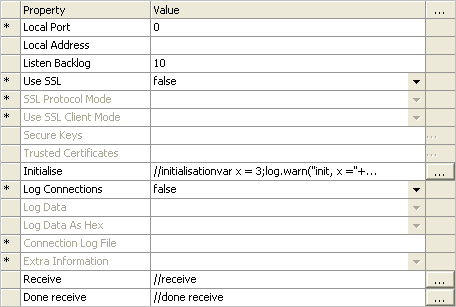 Property Value ...
* Local Port 0
Local Address
Listen Backlog 10
* Use SSL false
* SSL Protocol Mode
* Use SSL Client Mode
Secure Keys ...
Trusted Certificates ...
Initialise //initialisationvar x = 3;log.warn("init, x ="+... ...
* Log Connections false
Log Data
Log Data As Hex
* Connection Log File
* Extra Information
Receive //receive ...
Done receive //done receive ...